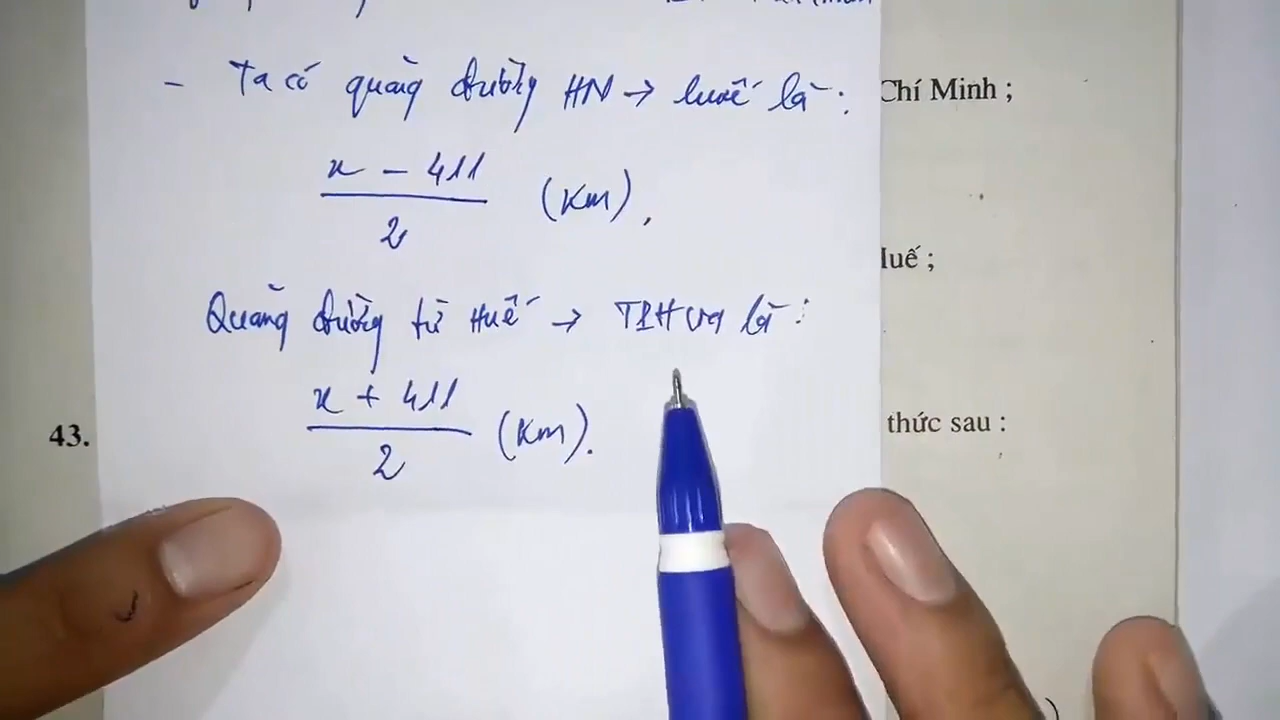 - Ta có quãng đường HN → huế là :
Chí Minh ;
x - 411
2
(Km),
Huế ;
Quãng đường từ Huế → TPHCM là :
x + 411
2
(Km).
43.
thức sau :
)